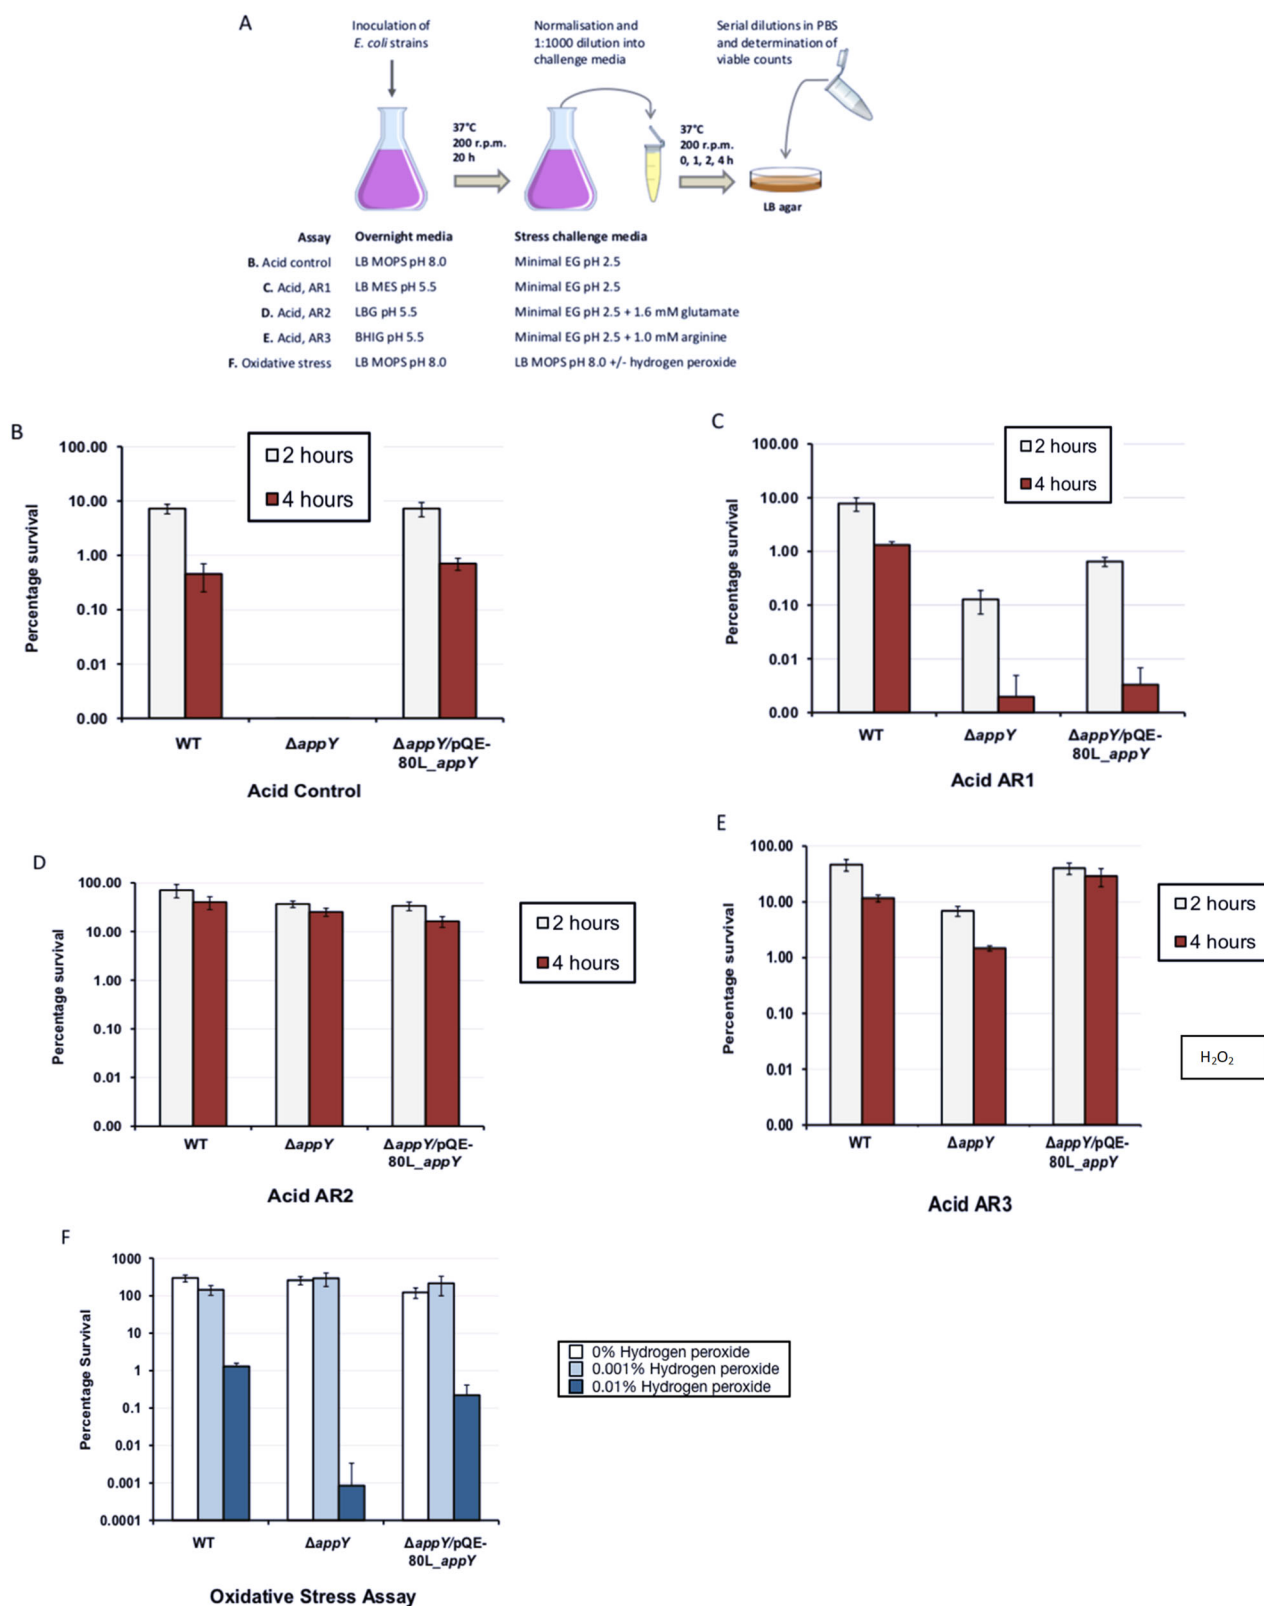 A
Inoculation of
E. coli strains
Normalisation and
1:1000 dilution into
challenge media
Serial dilutions in PBS
and determination of
viable counts
37°C
200 r.p.m.
20 h
37°C
200 r.p.m.
0, 1, 2, 4 h
LB agar
Assay Overnight media Stress challenge media
B. Acid control LB MOPS pH 8.0 Minimal EG pH 2.5
C. Acid, AR1 LB MES pH 5.5 Minimal EG pH 2.5
D. Acid, AR2 LBG pH 5.5 Minimal EG pH 2.5 + 1.6 mM glutamate
E. Acid, AR3 BHIG pH 5.5 Minimal EG pH 2.5 + 1.0 mM arginine
F. Oxidative stress LB MOPS pH 8.0 LB MOPS pH 8.0 +/- hydrogen peroxide
B
Percentage survival
100.00
10.00
1.00
0.10
0.01
0.00
2 hours
4 hours
WT ΔappY ΔappY/pQE-
80L_appY
Acid Control
C
Percentage survival
100.00
10.00
1.00
0.10
0.01
0.00
2 hours
4 hours
WT ΔappY ΔappY/pQE-
80L_appY
Acid AR1
D
Percentage survival
100.00
10.00
1.00
0.10
0.01
0.00
2 hours
4 hours
WT ΔappY ΔappY/pQE-
80L_appY
Acid AR2
E
Percentage survival
100.00
10.00
1.00
0.10
0.01
0.00
2 hours
4 hours
H₂O₂
WT ΔappY ΔappY/pQE-
80L_appY
Acid AR3
F
Percentage Survival
1000
100
10
1
0.1
0.01
0.001
0.0001
0% Hydrogen peroxide
0.001% Hydrogen peroxide
0.01% Hydrogen peroxide
WT ΔappY ΔappY/pQE-
80L_appY
Oxidative Stress Assay